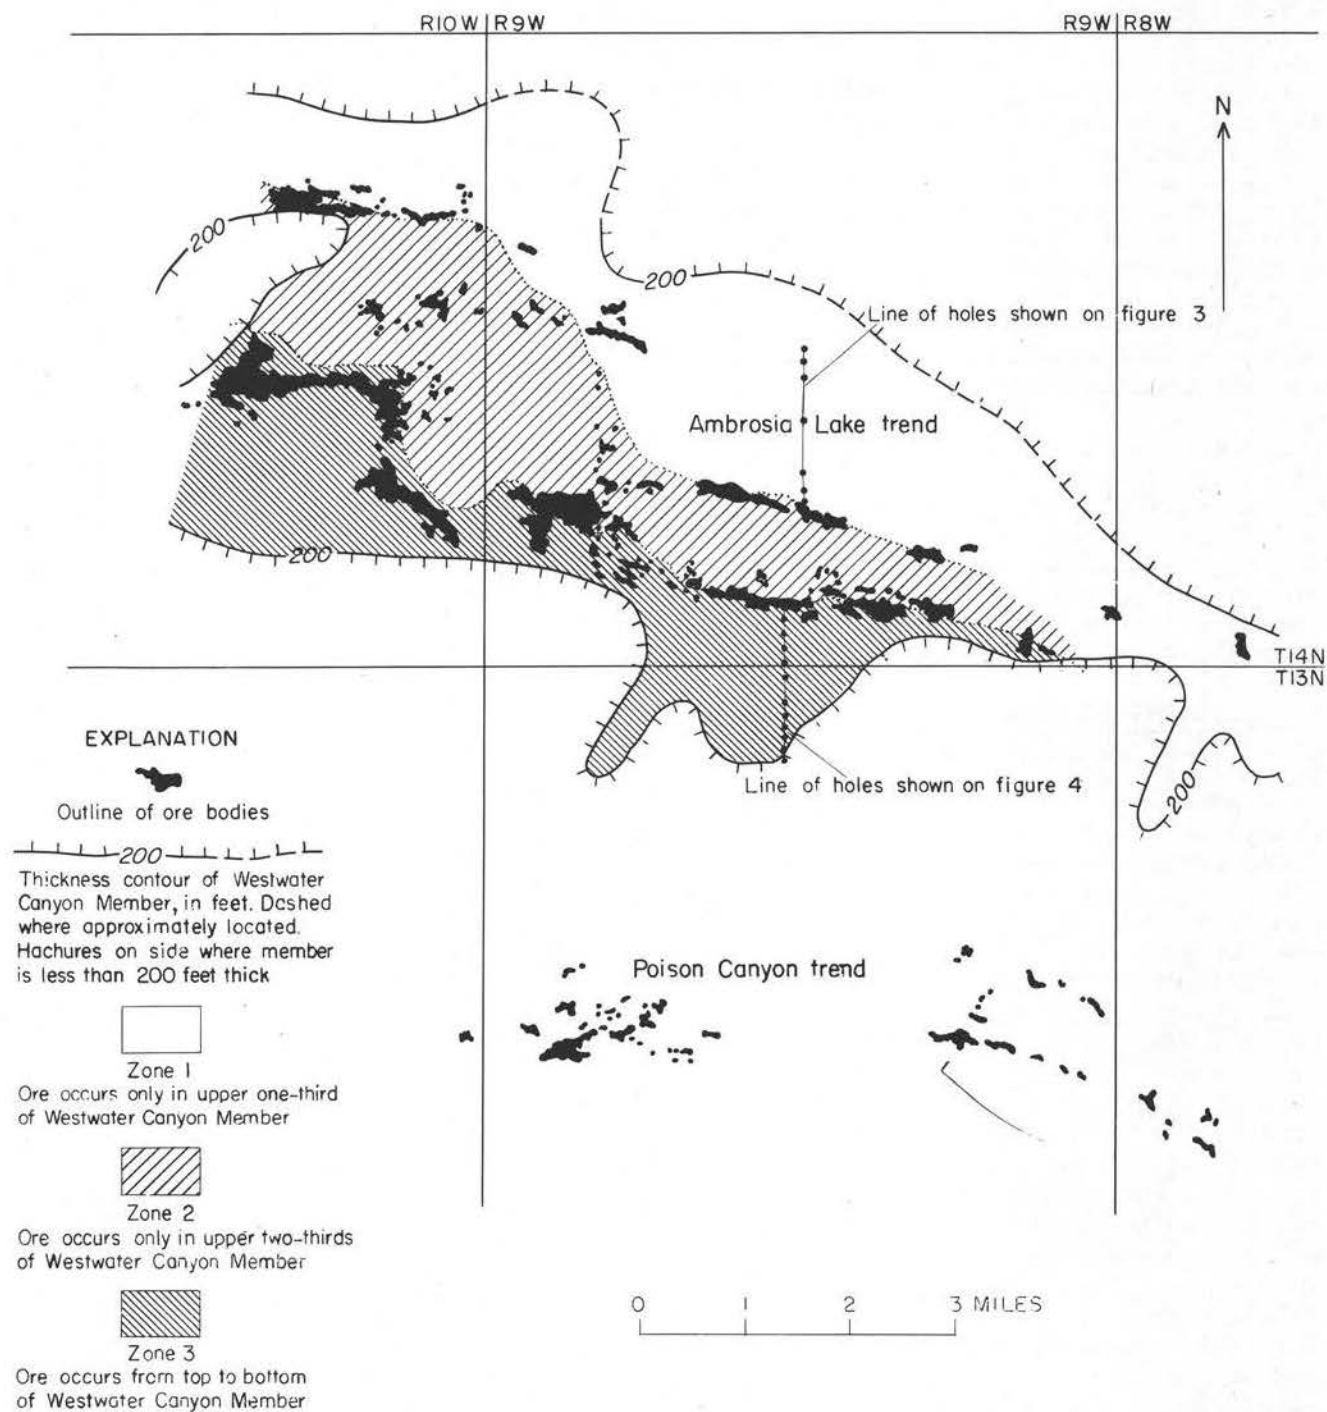 R10W R9W
R9W R8W
N
200
200
Line of holes shown on figure 3
Ambrosia Lake trend
200
T14N
T13N
EXPLANATION
Outline of ore bodies
200
Thickness contour of Westwater
Canyon Member, in feet. Dashed
where approximately located.
Hachures on side where member
is less than 200 feet thick
Line of holes shown on figure 4
200
Poison Canyon trend
Zone 1
Ore occurs only in upper one-third
of Westwater Canyon Member
Zone 2
Ore occurs only in upper two-thirds
of Westwater Canyon Member
Zone 3
Ore occurs from top to bottom
of Westwater Canyon Member
0 1 2 3 MILES